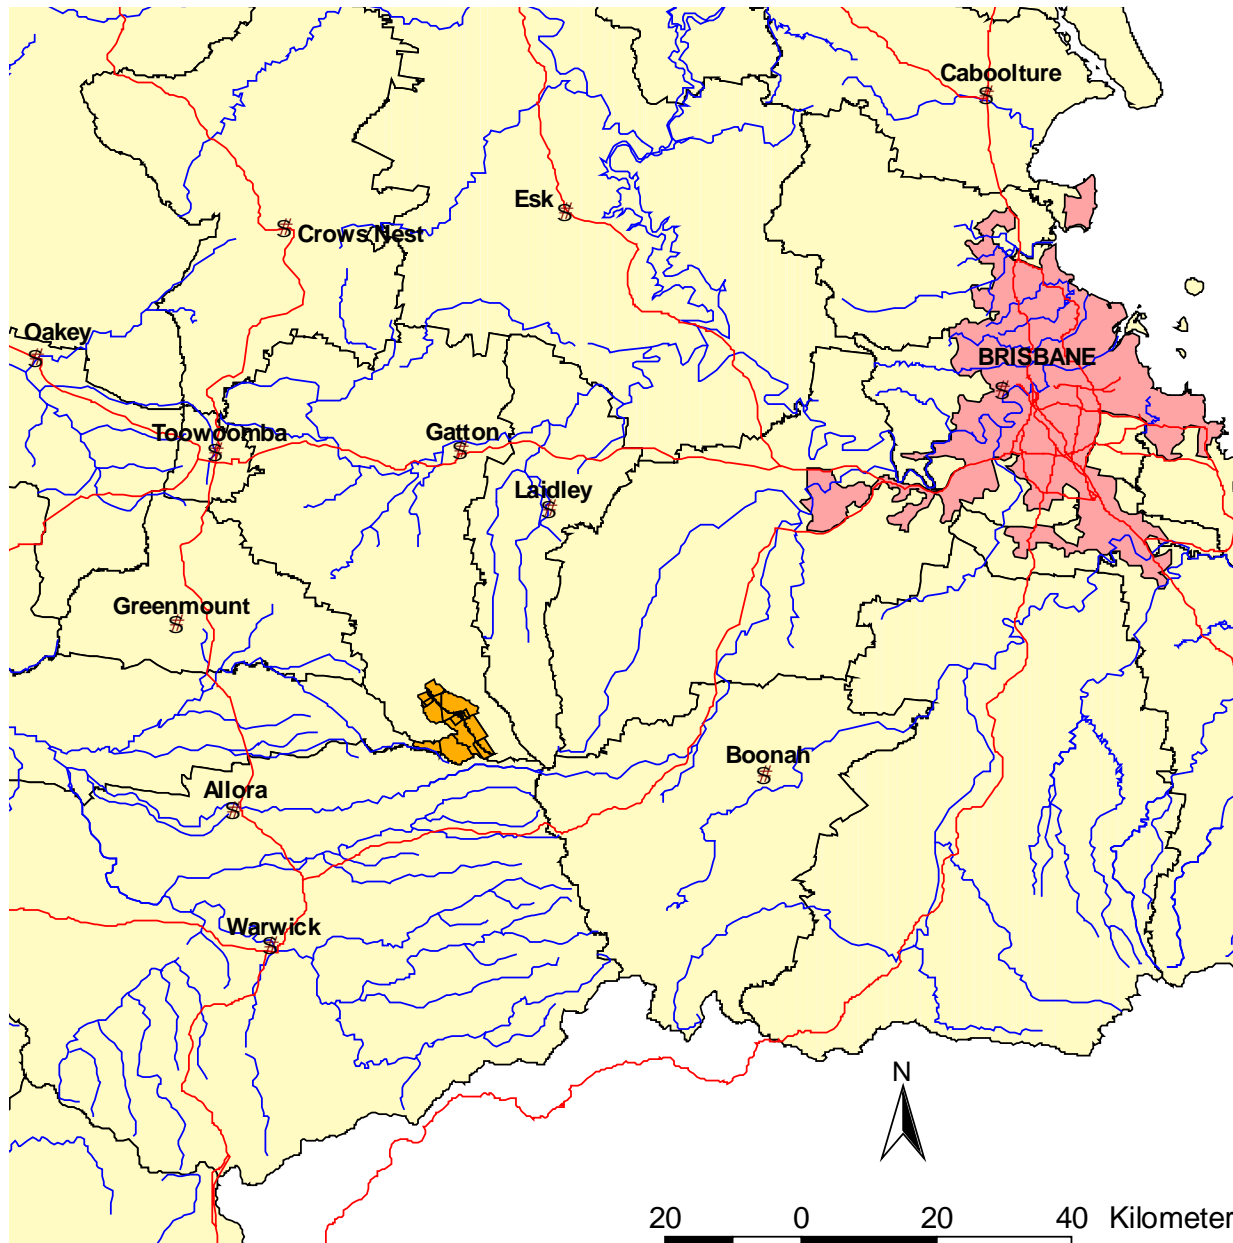 Caboolture
Esk
Crows Nest
Oakey
BRISBANE
Toowoomba
Gatton
Laidley
Greenmount
Boonah
Allora
Warwick
N
20 0 20 40 Kilometer